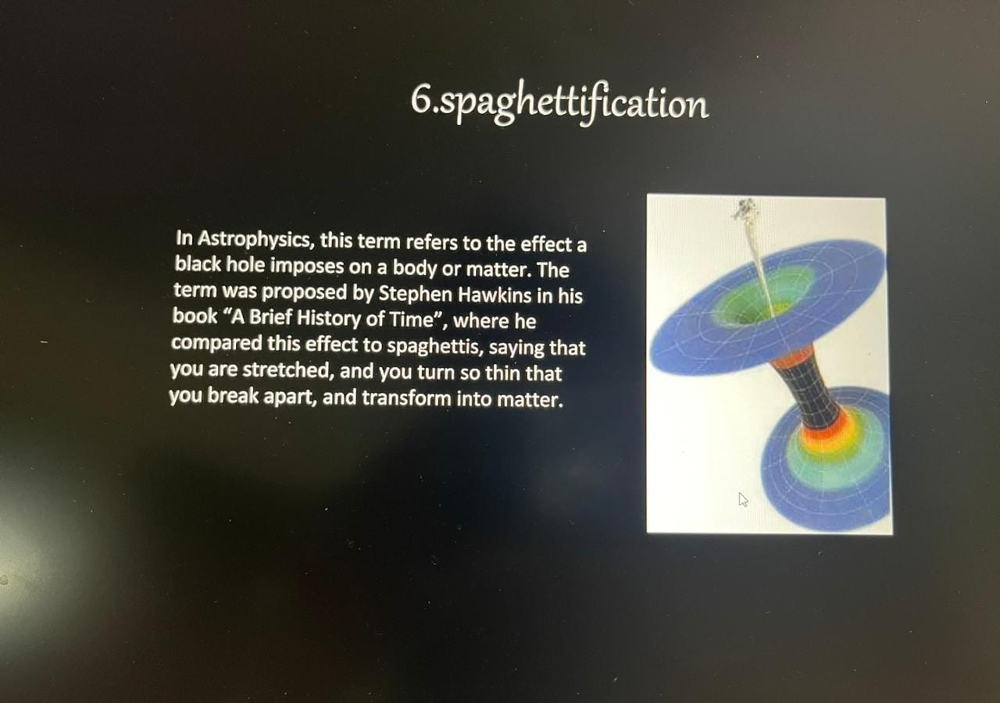 6.spaghettification
In Astrophysics, this term refers to the effect a
black hole imposes on a body or matter. The
term was proposed by Stephen Hawkins in his
book “A Brief History of Time”, where he
compared this effect to spaghettis, saying that
you are stretched, and you turn so thin that
you break apart, and transform into matter.